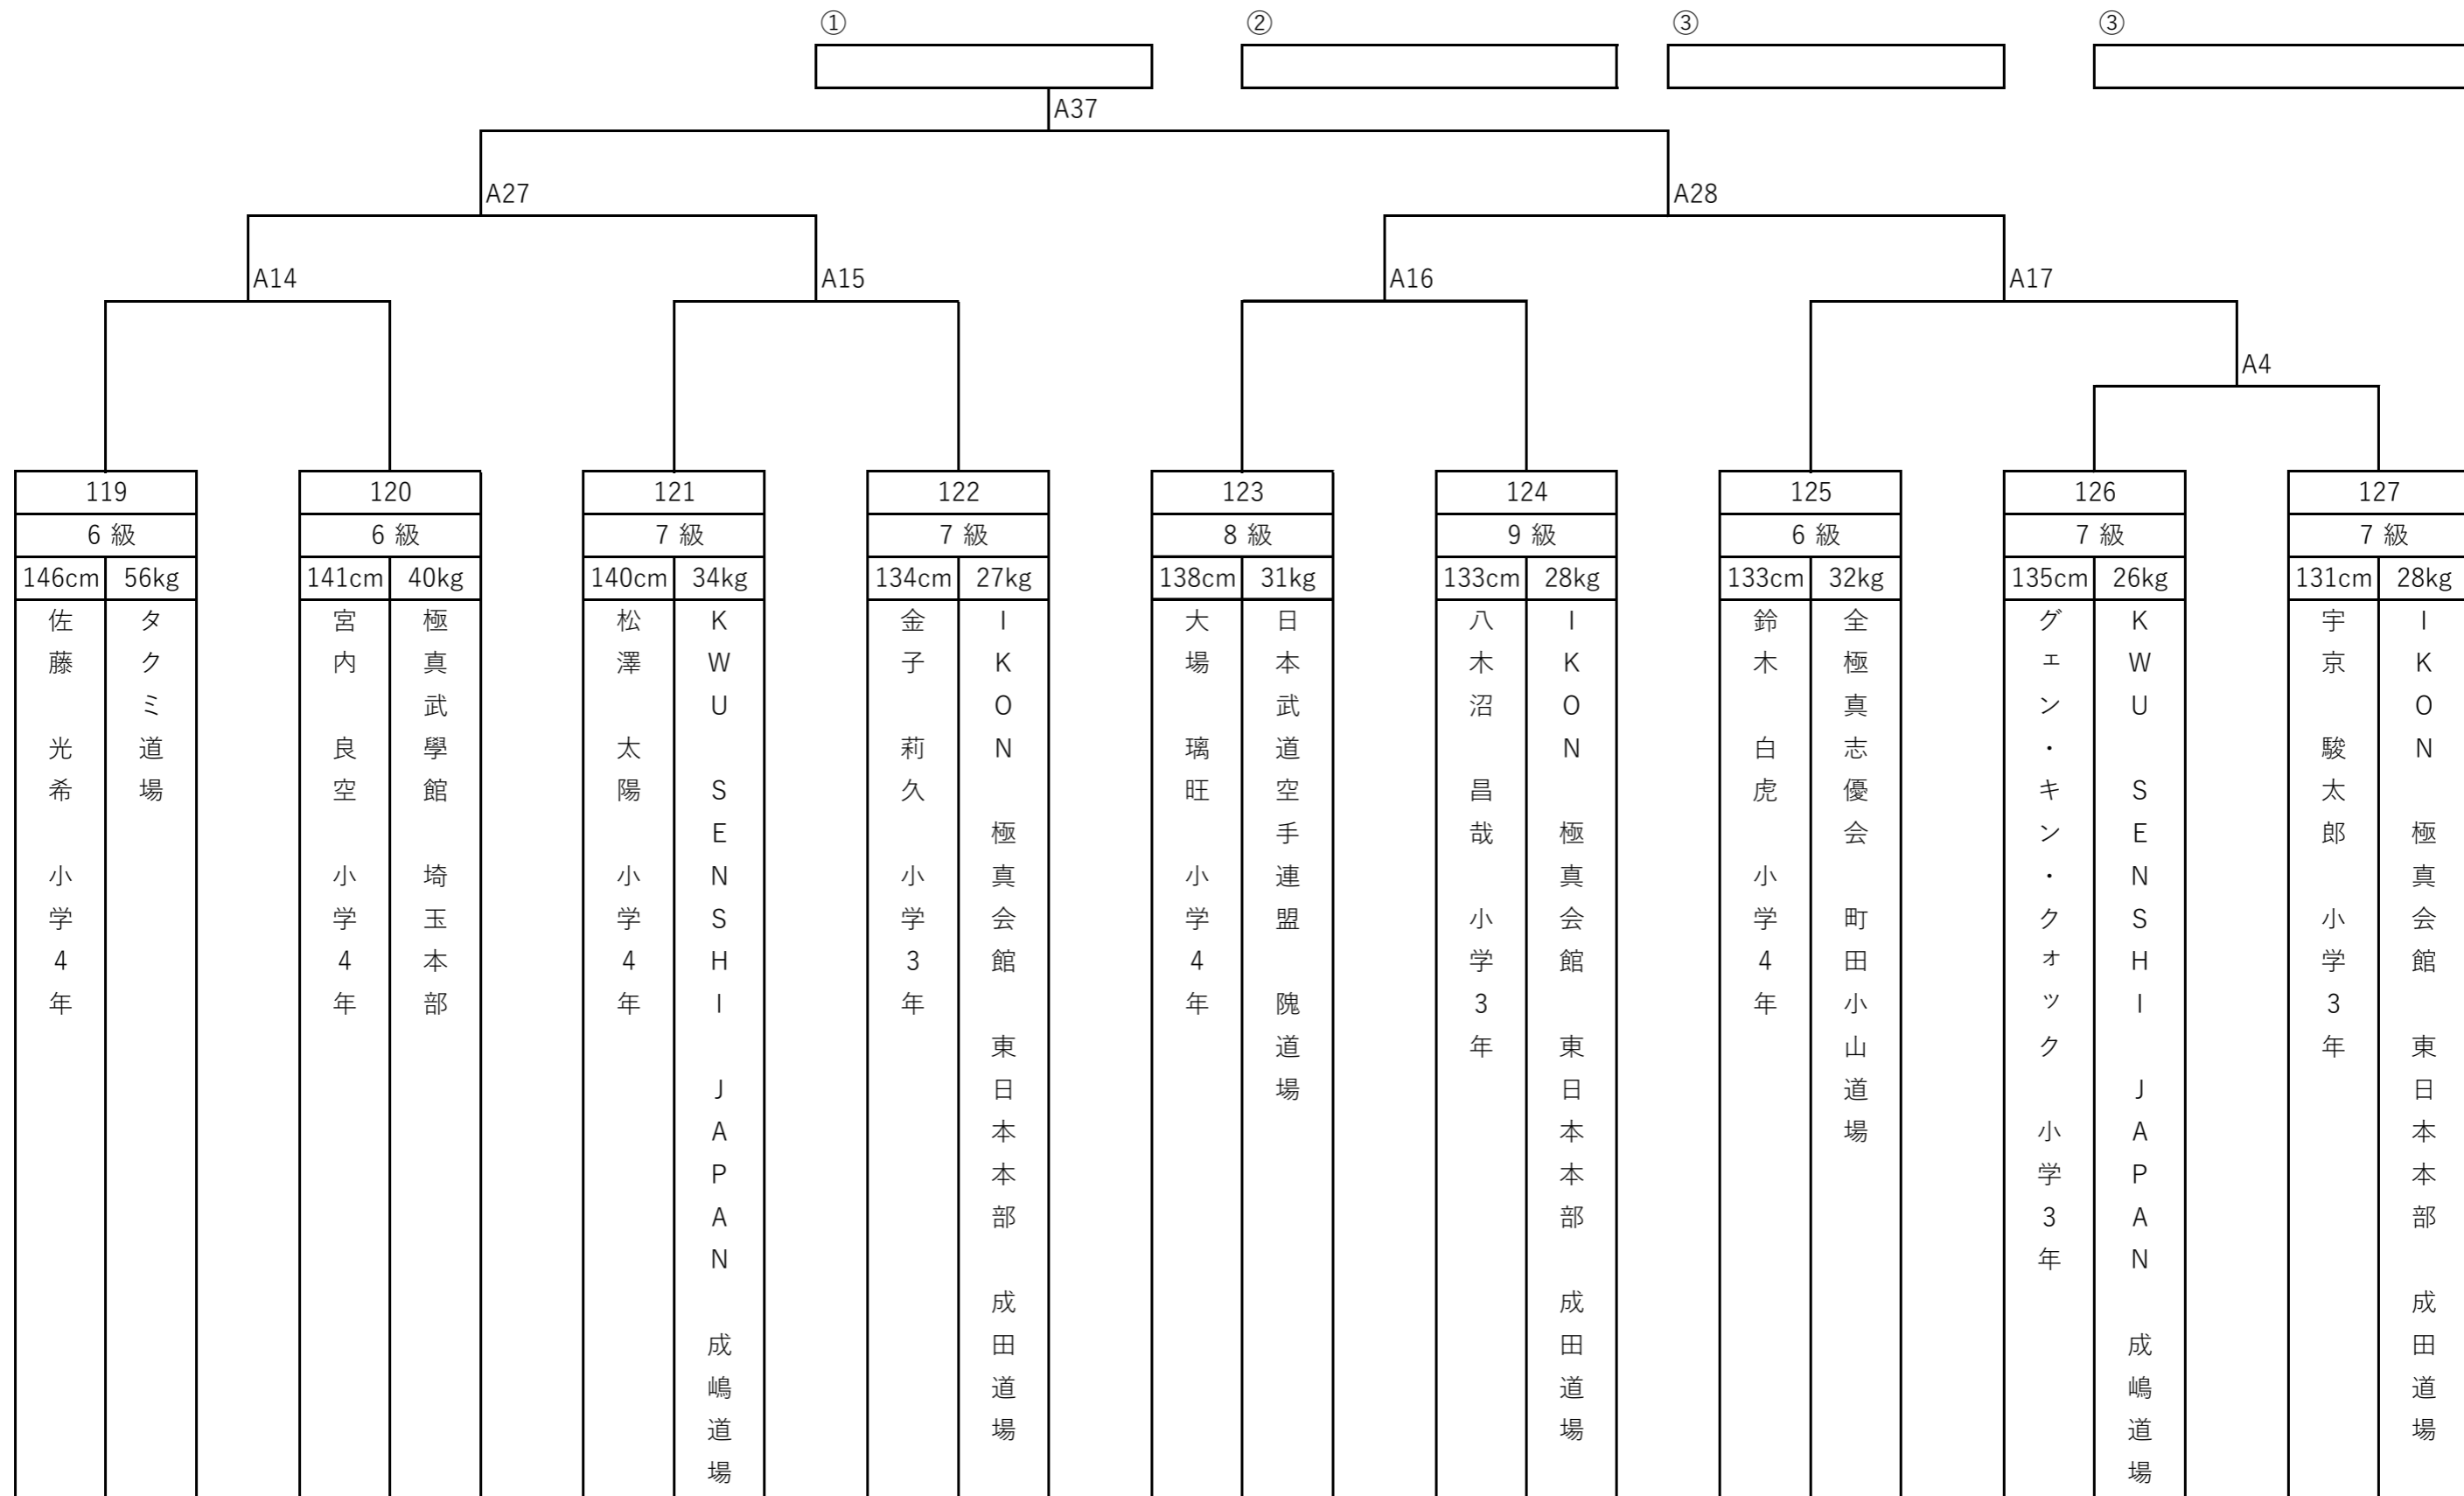 ① ② ③ ③
A37
A27 A28
A14 A15 A16 A17
A4
119 120 121 122 123 124 125 126 127
6 級 6 級 7 級 7 級 8 級 9 級 6 級 7 級 7 級
146cm 56kg 141cm 40kg 140cm 34kg 134cm 27kg 138cm 31kg 133cm 28kg 133cm 32kg 135cm 26kg 131cm 28kg
佐藤 光希 小学4年
タクミ道場
宮内 良空 小学4年
極真武學館 埼玉本部
松澤 太陽 小学4年
KWU SENSHI JAPAN 成嶋道場
金子 莉久 小学3年
IKON 極真会館 東日本本部 成田道場
大場 璃旺 小学4年
日本武道空手連盟 隗道場
八木沼 昌哉 小学3年
IKON 極真会館 東日本本部 成田道場
鈴木 白虎 小学4年
全極真志優会 町田小山道場
グェン・キン・クォック 小学3年
KWU SENSHI JAPAN 成嶋道場
宇京 駿太郎 小学3年
IKON 極真会館 東日本本部 成田道場